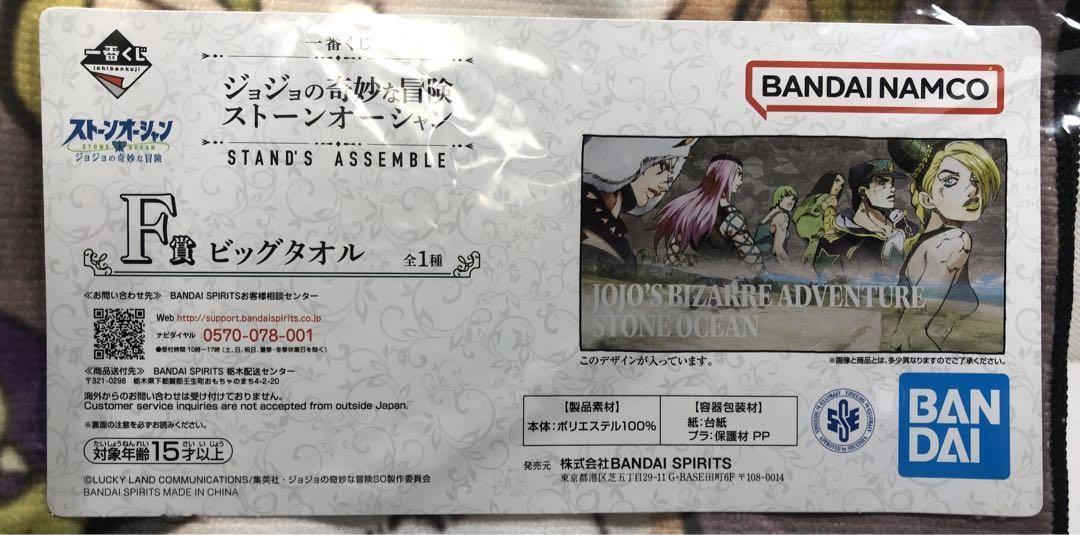 一番くじ
ichibankuji
ストーンオーシャン
STONE OCEAN
ジョジョの奇妙な冒険
一番くじ
ジョジョの奇妙な冒険
ストーンオーシャン
STAND'S ASSEMBLE
BANDAI NAMCO
F賞 ビッグタオル 全1種
≪お問い合わせ先≫ BANDAI SPIRITSお客様相談センター
Web http://support.bandaispirits.co.jp
ナビダイヤル 0570-078-001
●受付時間 10時〜17時(土、日、祝日、夏季・冬季休業日を除く)
≪商品送付先≫ BANDAI SPIRITS 栃木配送センター
〒321-0298 栃木県下都賀郡壬生町おもちゃのまち4-2-20
海外からのお問い合わせは受け付けておりません。
Customer service inquiries are not accepted from outside Japan.
※裏面の注意を必ずお読みください。
たいしょうねんれい さい いじょう
対象年齢15才以上
©LUCKY LAND COMMUNICATIONS/集英社・ジョジョの奇妙な冒険SO製作委員会
BANDAI SPIRITS MADE IN CHINA
JOJO'S BIZARRE ADVENTURE
STONE OCEAN
このデザインが入っています。
※画像と商品とは、多少異なりますのでご了承ください。
【製品素材】
本体:ポリエステル100%
【容器包装材】
紙:台紙
プラ:保護材 PP
SSE
BAN
DAI
発売元 株式会社BANDAI SPIRITS
東京都港区芝五丁目29-11 G-BASE田町6F 〒108-0014